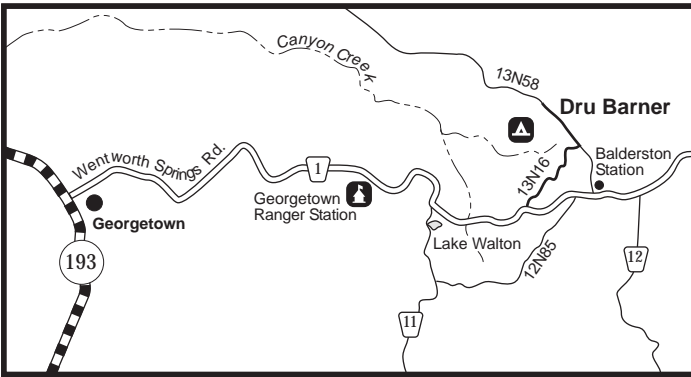 Canyon Creek
13N58
Dru Barner
Wentworth Springs Rd.
1
13N16
Balderston
Station
Georgetown
Ranger Station
Georgetown
Lake Walton
193
12N85
12
11